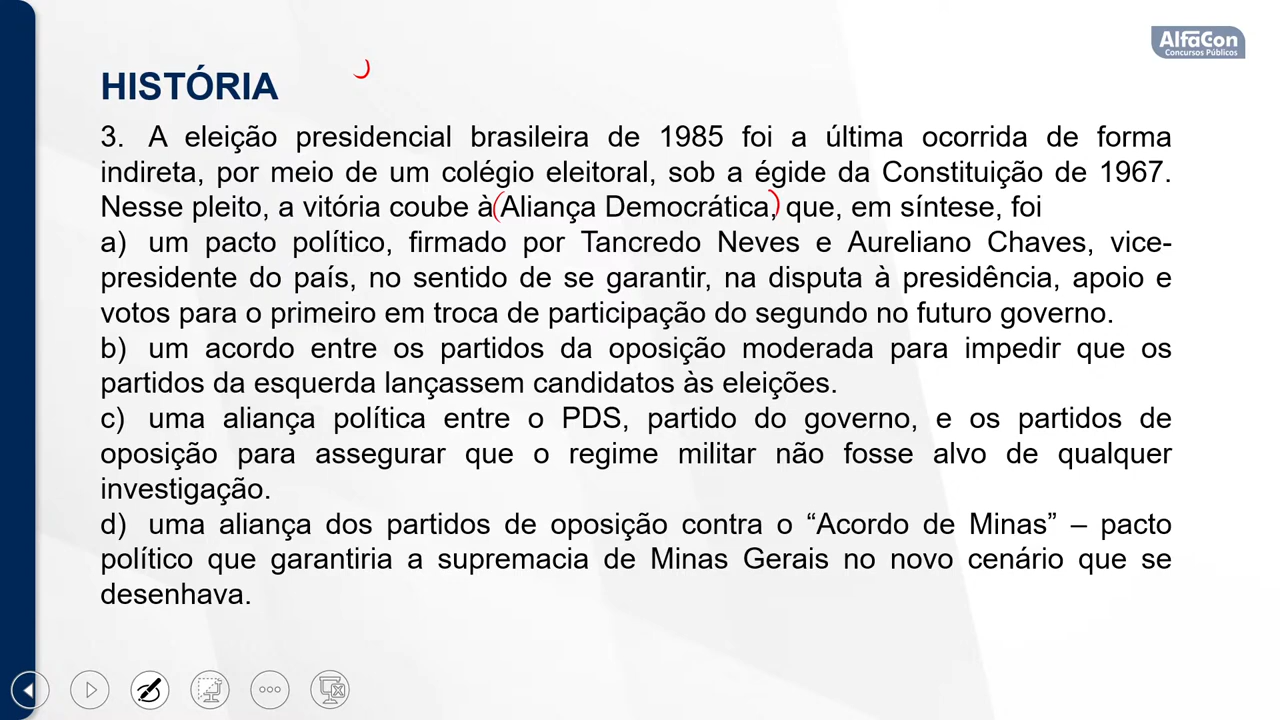 AlfaCon
Concursos Públicos
HISTÓRIA
3. A eleição presidencial brasileira de 1985 foi a última ocorrida de forma
indireta, por meio de um colégio eleitoral, sob a égide da Constituição de 1967.
Nesse pleito, a vitória coube à Aliança Democrática, que, em síntese, foi
a) um pacto político, firmado por Tancredo Neves e Aureliano Chaves, vice-
presidente do país, no sentido de se garantir, na disputa à presidência, apoio e
votos para o primeiro em troca de participação do segundo no futuro governo.
b) um acordo entre os partidos da oposição moderada para impedir que os
partidos da esquerda lançassem candidatos às eleições.
c) uma aliança política entre o PDS, partido do governo, e os partidos de
oposição para assegurar que o regime militar não fosse alvo de qualquer
investigação.
d) uma aliança dos partidos de oposição contra o “Acordo de Minas” – pacto
político que garantiria a supremacia de Minas Gerais no novo cenário que se
desenhava.